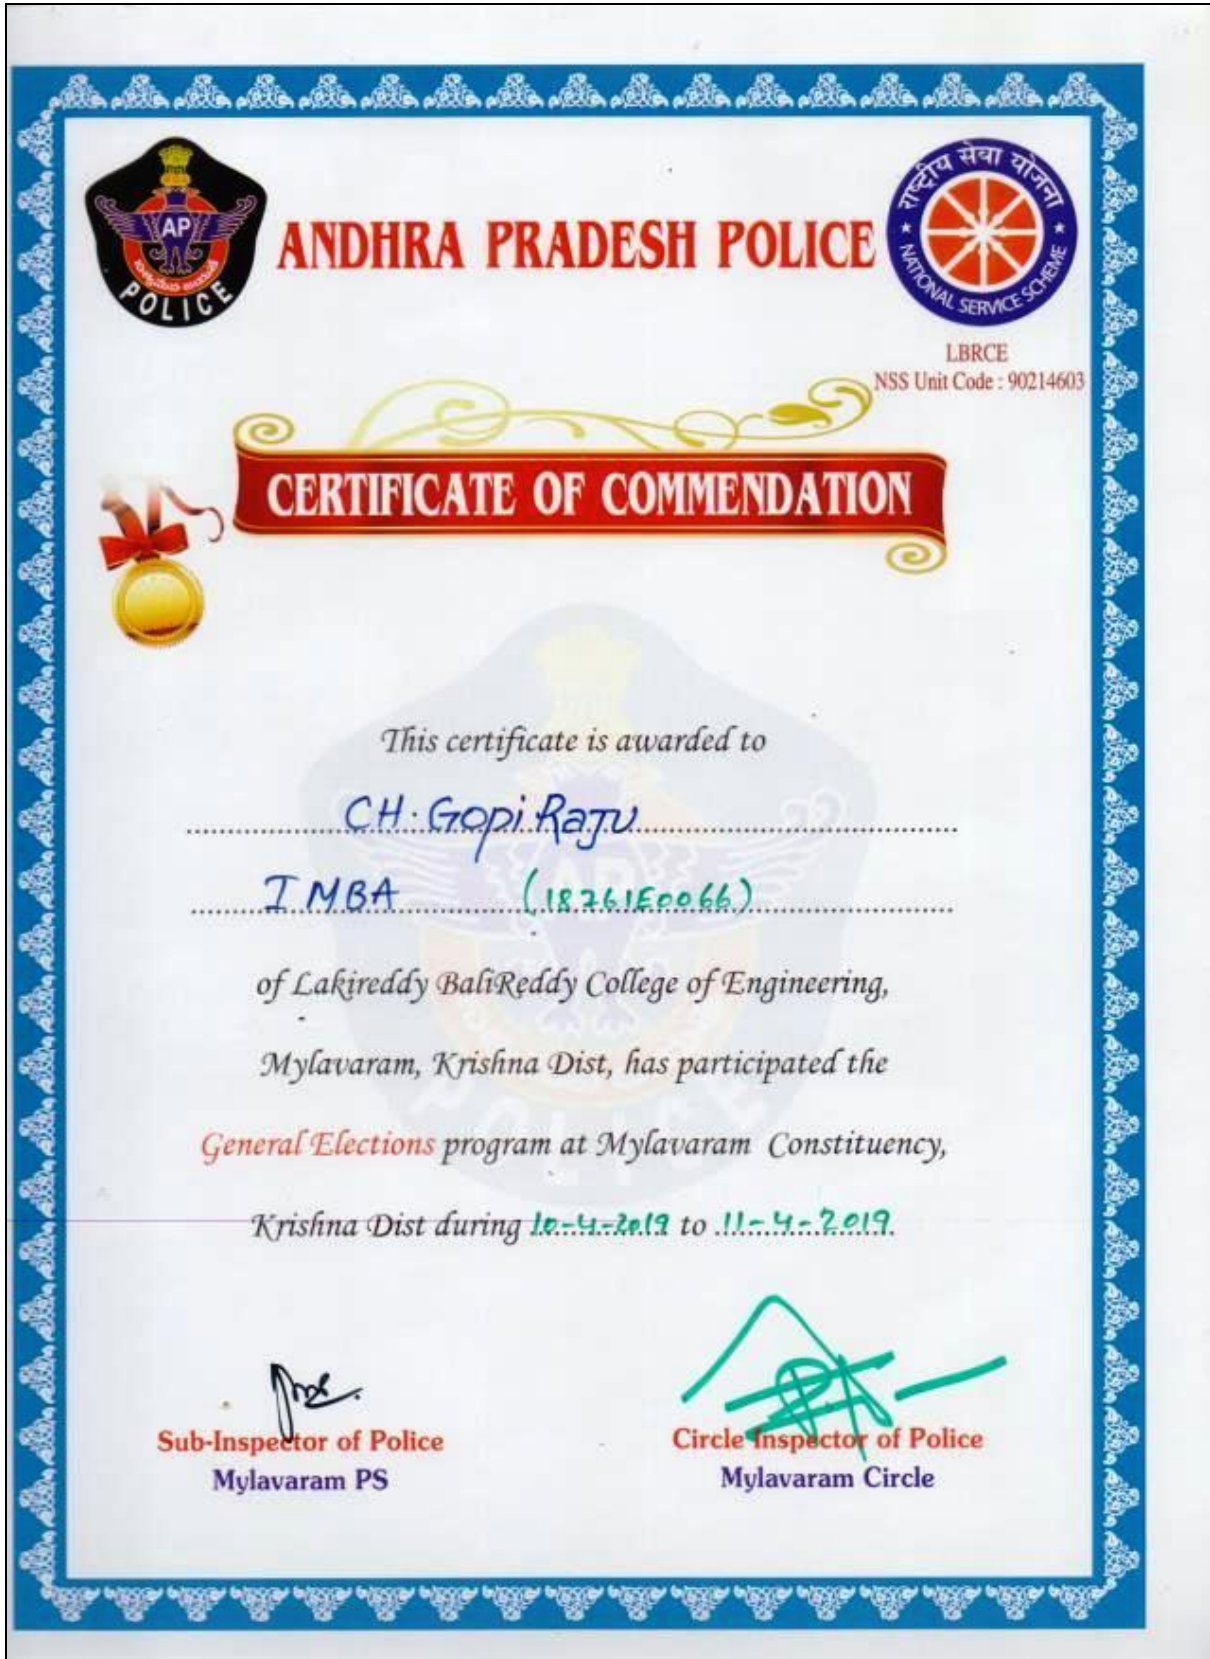 AP
POLICE
ANDHRA PRADESH POLICE
राष्ट्रीय सेवा योजना
NATIONAL SERVICE SCHEME
LBRCE
NSS Unit Code : 90214603
CERTIFICATE OF COMMENDATION
This certificate is awarded to
CH. Gopi Raju
I MBA (18761E0066)
of Lakireddy BaliReddy College of Engineering,
Mylavaram, Krishna Dist, has participated the
General Elections program at Mylavaram Constituency,
Krishna Dist during 10-4-2019 to 11-4-2019
Sub-Inspector of Police
Mylavaram PS
Circle Inspector of Police
Mylavaram Circle